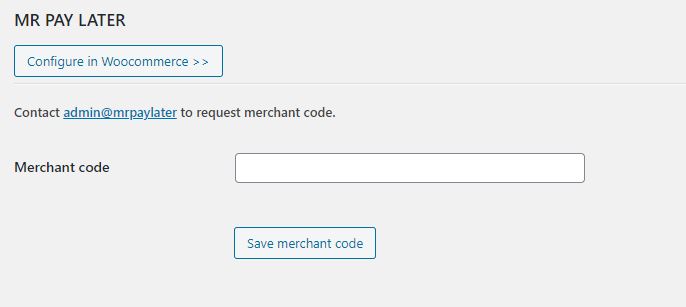 MR PAY LATER
Configure in Woocommerce >>
Contact admin@mrpaylater to request merchant code.
Merchant code
Save merchant code